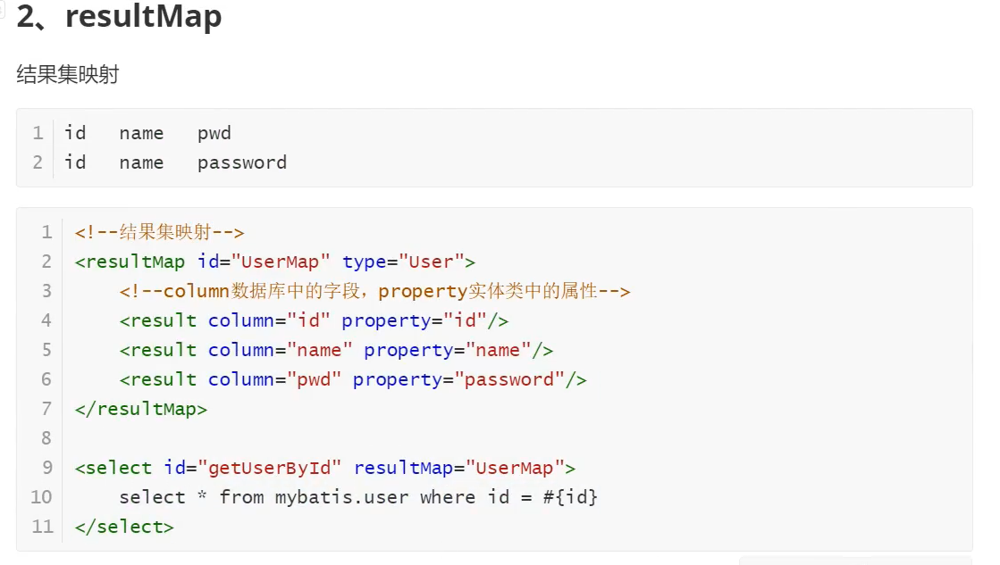 2、resultMap
结果集映射
1 id   name   pwd
2 id   name   password
1 <!--结果集映射-->
2 <resultMap id="UserMap" type="User">
3     <!--column数据库中的字段，property实体类中的属性-->
4     <result column="id" property="id"/>
5     <result column="name" property="name"/>
6     <result column="pwd" property="password"/>
7 </resultMap>
8
9 <select id="getUserById" resultMap="UserMap">
10     select * from mybatis.user where id = #{id}
11 </select>